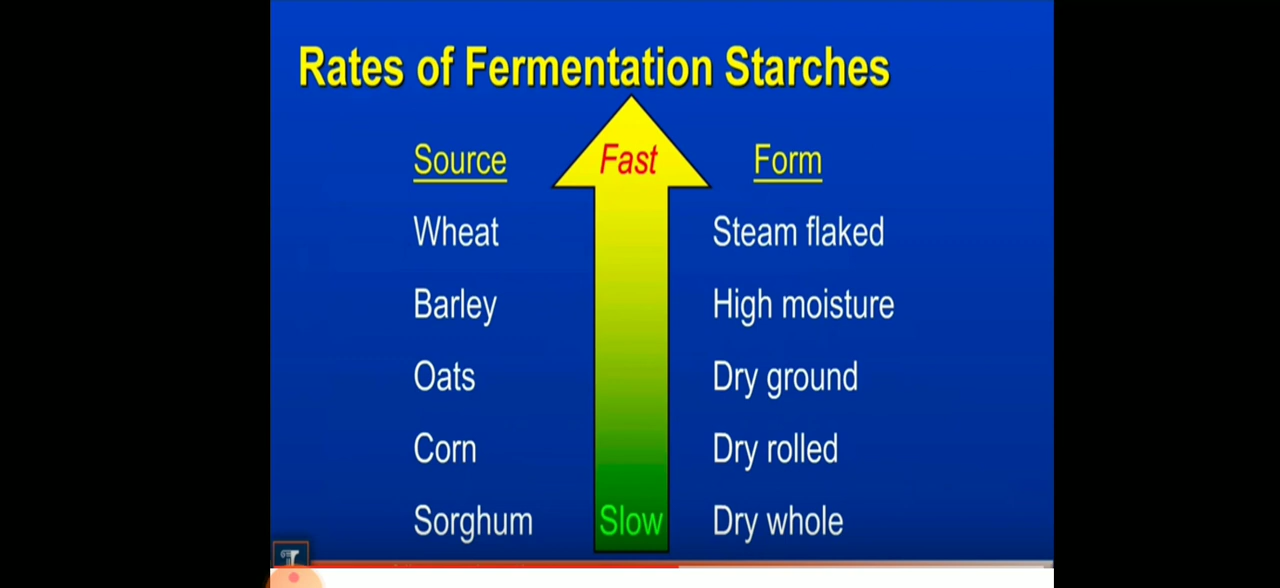 Rates of Fermentation Starches
Source Fast Form
Wheat Steam flaked
Barley High moisture
Oats Dry ground
Corn Dry rolled
Sorghum Slow Dry whole